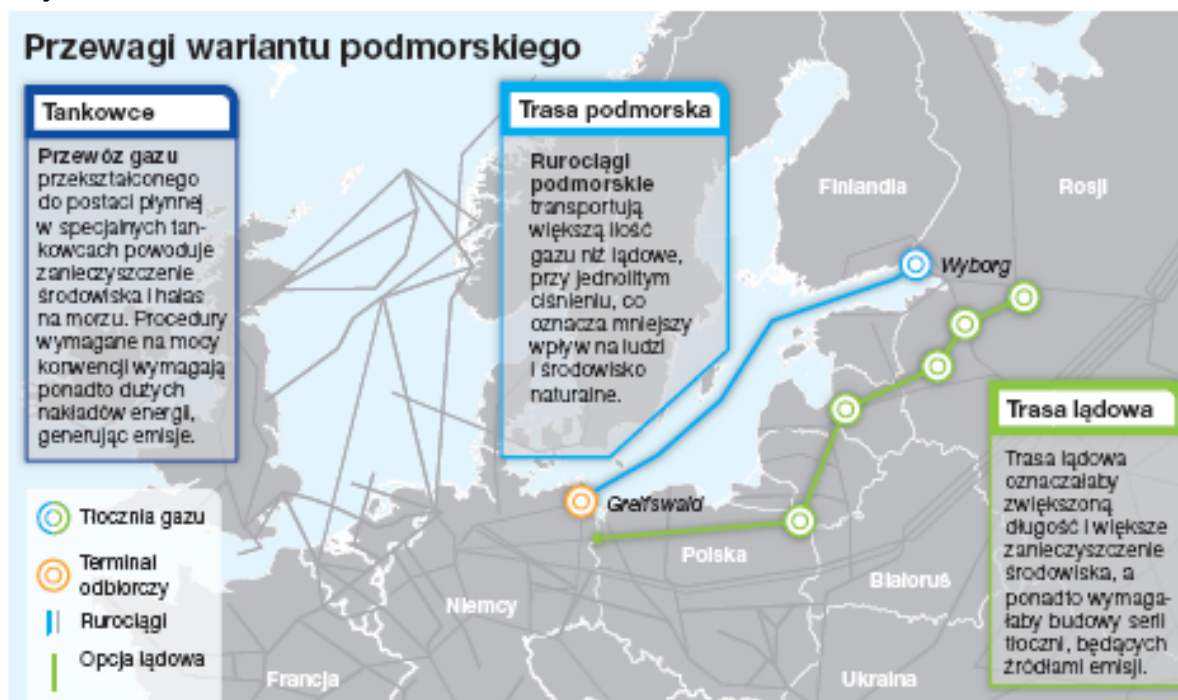 Przewagi wariantu podmorskiego
Tankowce
Przewóz gazu
przekształconego
do postaci płynnej
w specjalnych tan-
kowcach powoduje
zanieczyszczenie
środowiska i hałas
na morzu. Procedury
wymagane na mocy
konwencji wymagają
ponadto dużych
nakładów energii,
generując emisje.
Trasa podmorska
Rurociągi
podmorskie
transportują
większą ilość
gazu niż lądowe,
przy jednolitym
ciśnieniu, co
oznacza mniejszy
wpływ na ludzi
i środowisko
naturalne.
Finlandia
Rosji
Wyborg
Trasa lądowa
Trasa lądowa
oznaczałaby
zwiększoną
długość i większe
zanieczyszczenie
środowiska, a
ponadto wymaga-
łaby budowy serii
tłoczni, będących
źródłami emisji.
Greifswald
Polska
Białoruś
Niemcy
Francja
Ukraina
Tłocznia gazu
Terminal
odbiorczy
Rurociągi
Opcja lądowa